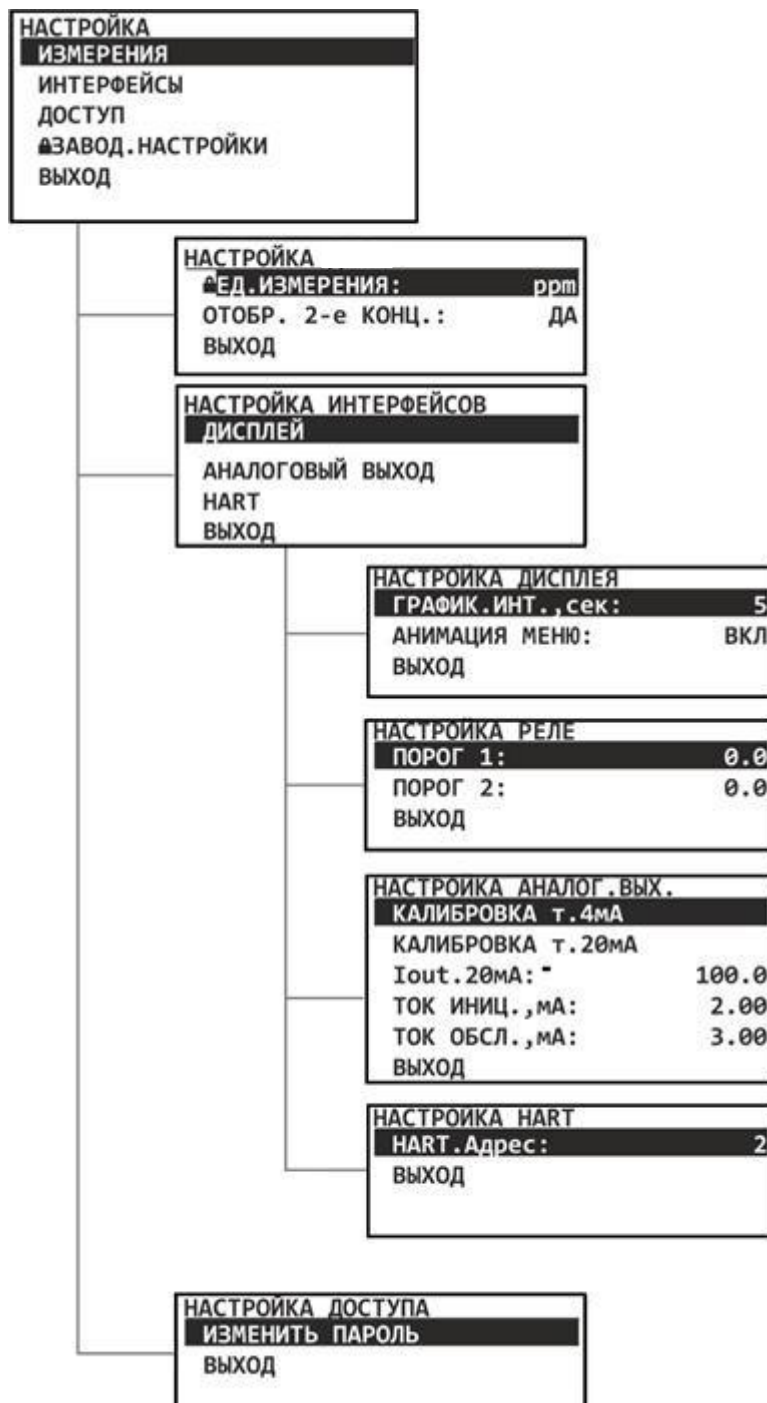 НАСТРОЙКА
ИЗМЕРЕНИЯ
ИНТЕРФЕЙСЫ
ДОСТУП
ЗАВОД.НАСТРОЙКИ
ВЫХОД
НАСТРОЙКА
ЕД.ИЗМЕРЕНИЯ: ppm
ОТОБР. 2-е КОНЦ.: ДА
ВЫХОД
НАСТРОЙКА ИНТЕРФЕЙСОВ
ДИСПЛЕЙ
АНАЛОГОВЫЙ ВЫХОД
HART
ВЫХОД
НАСТРОЙКА ДИСПЛЕЯ
ГРАФИК.ИНТ.,сек: 5
АНИМАЦИЯ МЕНЮ: ВКЛ
ВЫХОД
НАСТРОЙКА РЕЛЕ
ПОРОГ 1: 0.0
ПОРОГ 2: 0.0
ВЫХОД
НАСТРОЙКА АНАЛОГ.ВЫХ.
КАЛИБРОВКА т.4мА
КАЛИБРОВКА т.20мА
Iout.20мА: 100.0
ТОК ИНИЦ.,мА: 2.00
ТОК ОБСЛ.,мА: 3.00
ВЫХОД
НАСТРОЙКА HART
HART.Адрес: 2
ВЫХОД
НАСТРОЙКА ДОСТУПА
ИЗМЕНИТЬ ПАРОЛЬ
ВЫХОД